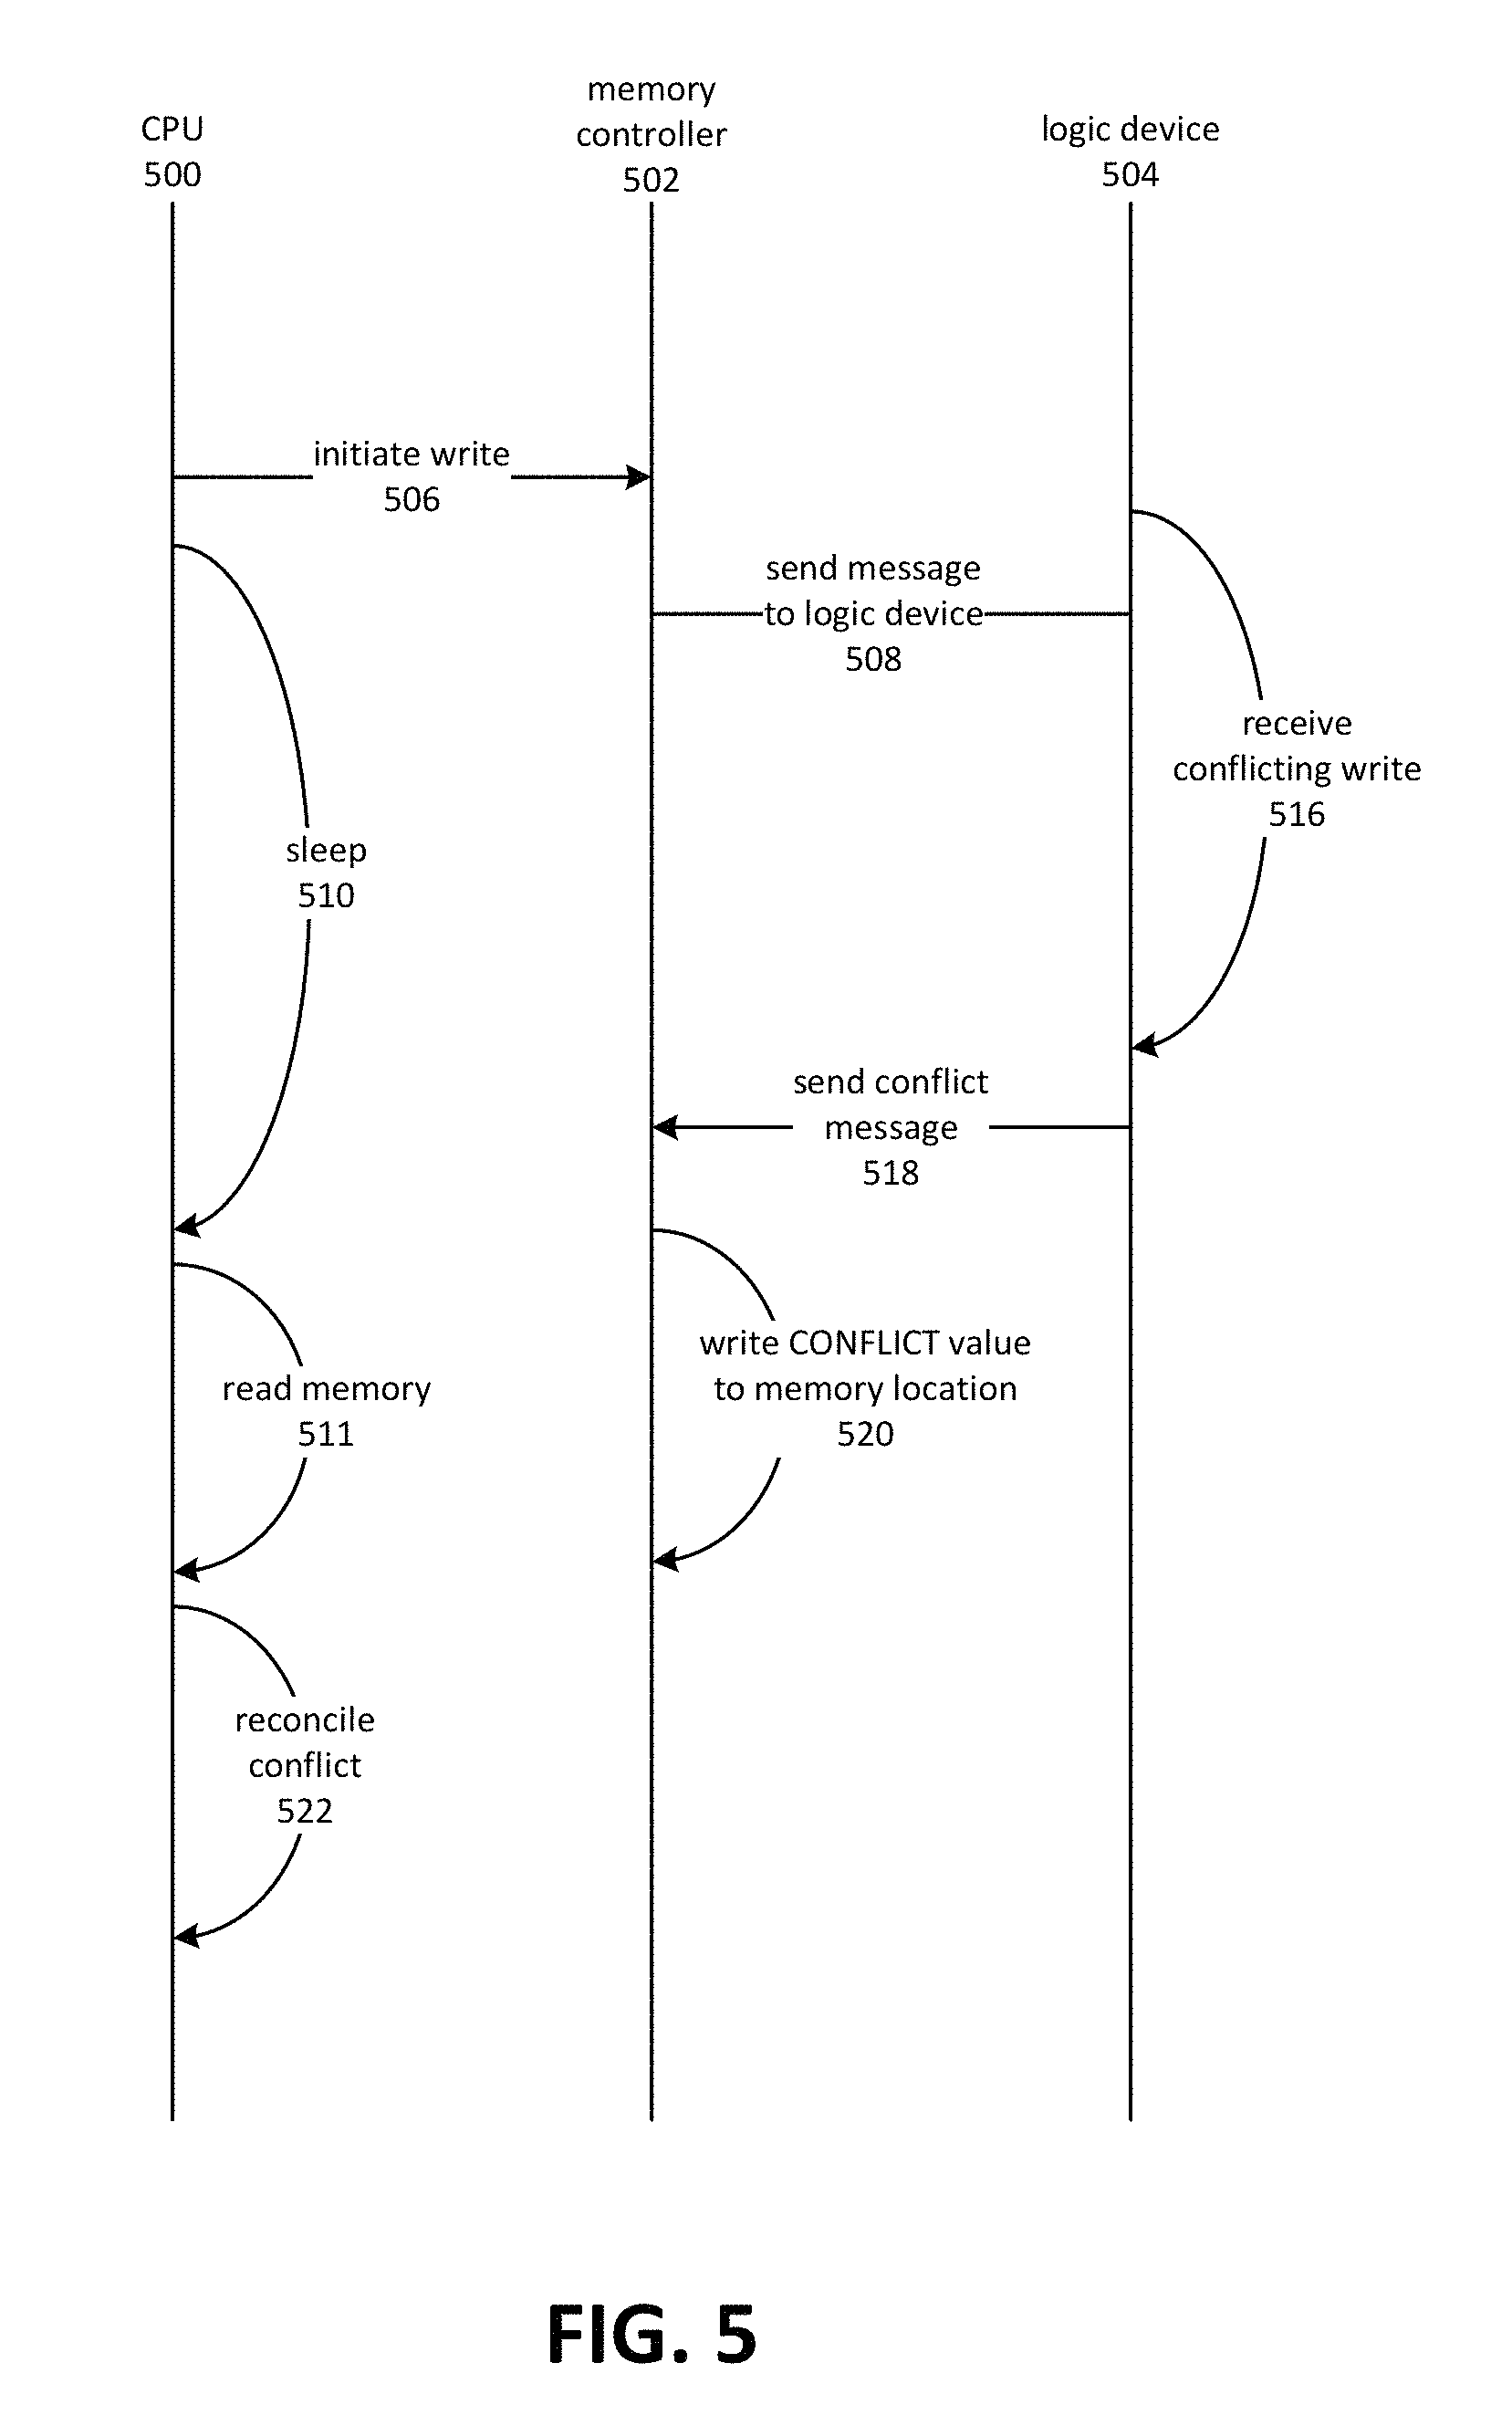 CPU
500
memory
controller
502
logic device
504
initiate write
506
send message
to logic device
508
receive
conflicting write
516
sleep
510
send conflict
message
518
write CONFLICT value
to memory location
520
read memory
511
reconcile
conflict
522
FIG. 5